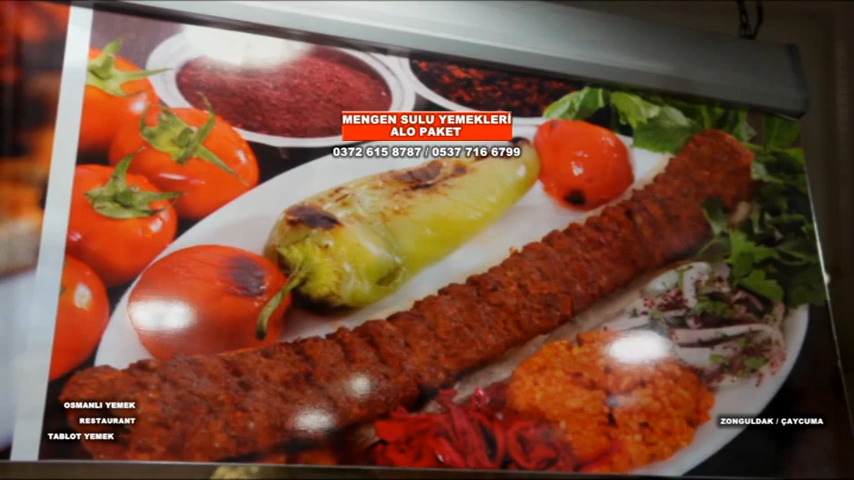 MENGEN SULU YEMEKLERİ
ALO PAKET
0372 615 8787 / 0537 716 6799
OSMANLI YEMEK
RESTAURANT
TABLOT YEMEK
ZONGULDAK / ÇAYCUMA